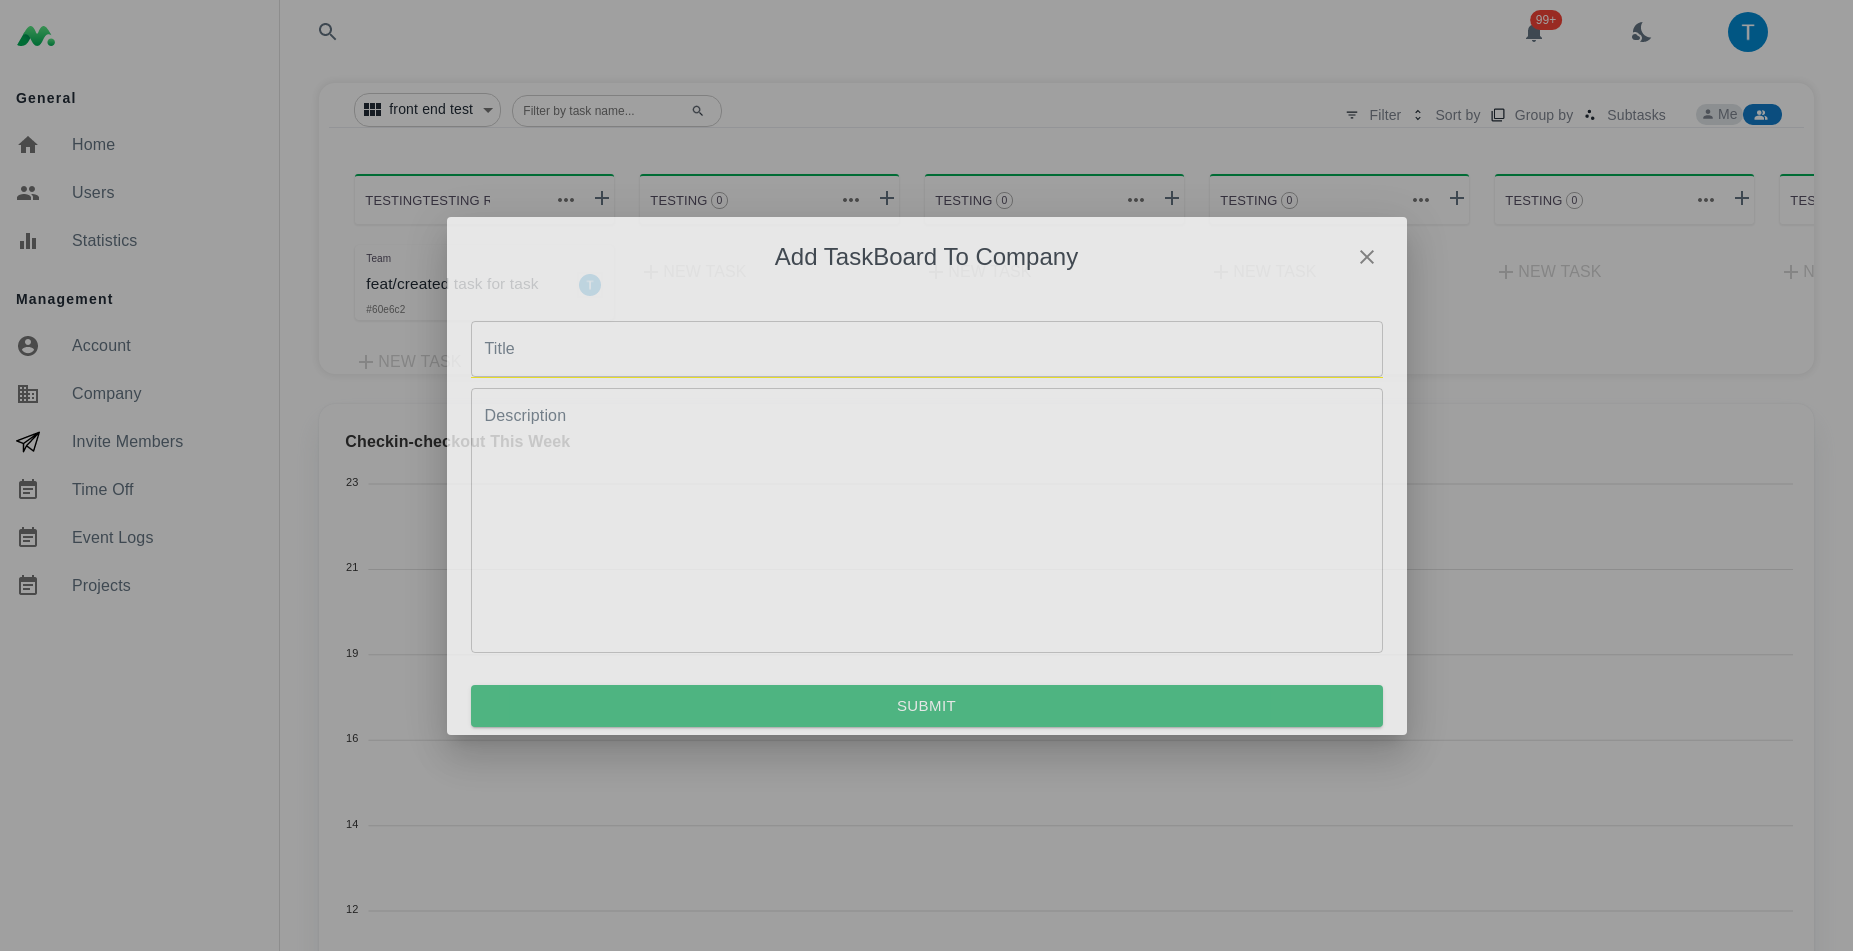 General
Home
Users
Statistics
Management
Account
Company
Invite Members
Time Off
Event Logs
Projects
99+
T
front end test
Filter by task name...
Filter
Sort by
Group by
Subtasks
Me
TESTINGTESTING
TESTING 0
TESTING 0
TESTING 0
TESTING 0
Team
feat/created task for task
T
#60e6c2
NEW TASK
NEW TASK
NEW TASK
NEW TASK
NEW TASK
Add TaskBoard To Company
Title
Description
SUBMIT
Checkin-checkout This Week
23
21
19
16
14
12